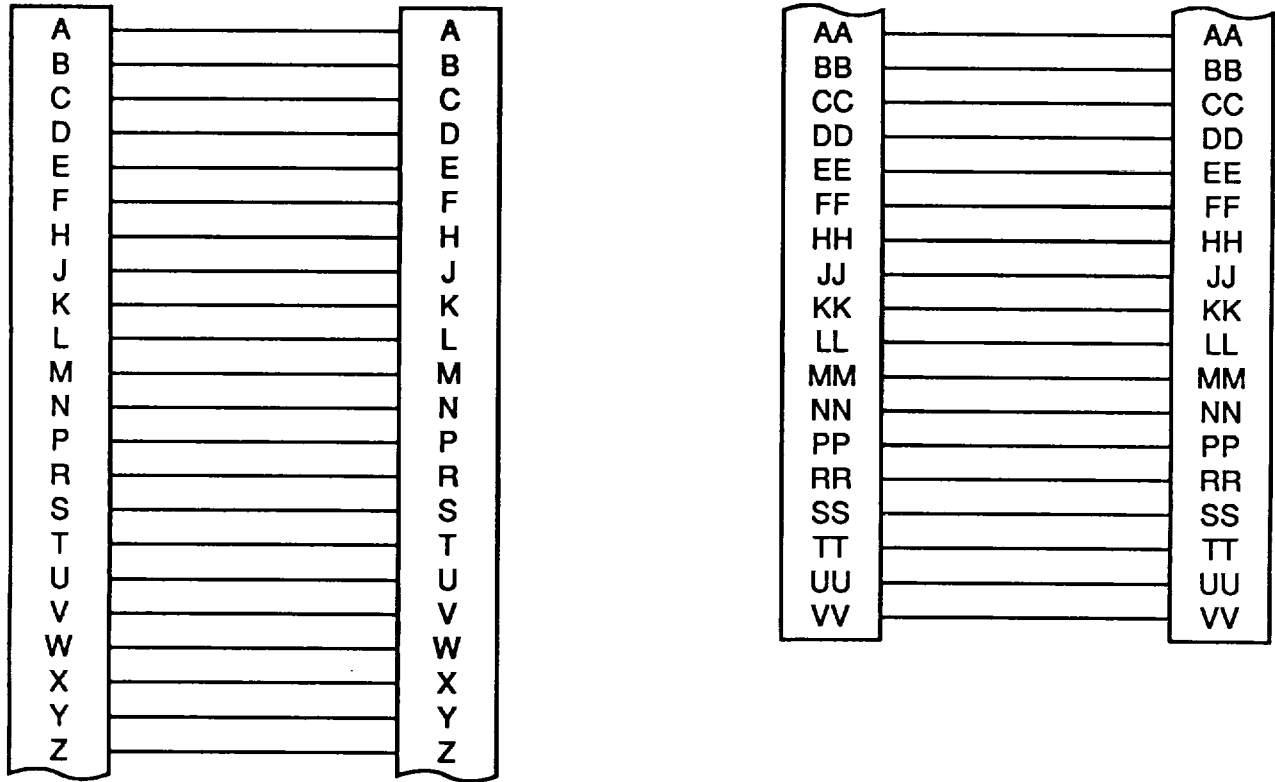 A A
B B
C C
D D
E E
F F
H H
J J
K K
L L
M M
N N
P P
R R
S S
T T
U U
V V
W W
X X
Y Y
Z Z
AA AA
BB BB
CC CC
DD DD
EE EE
FF FF
HH HH
JJ JJ
KK KK
LL LL
MM MM
NN NN
PP PP
RR RR
SS SS
TT TT
UU UU
VV VV